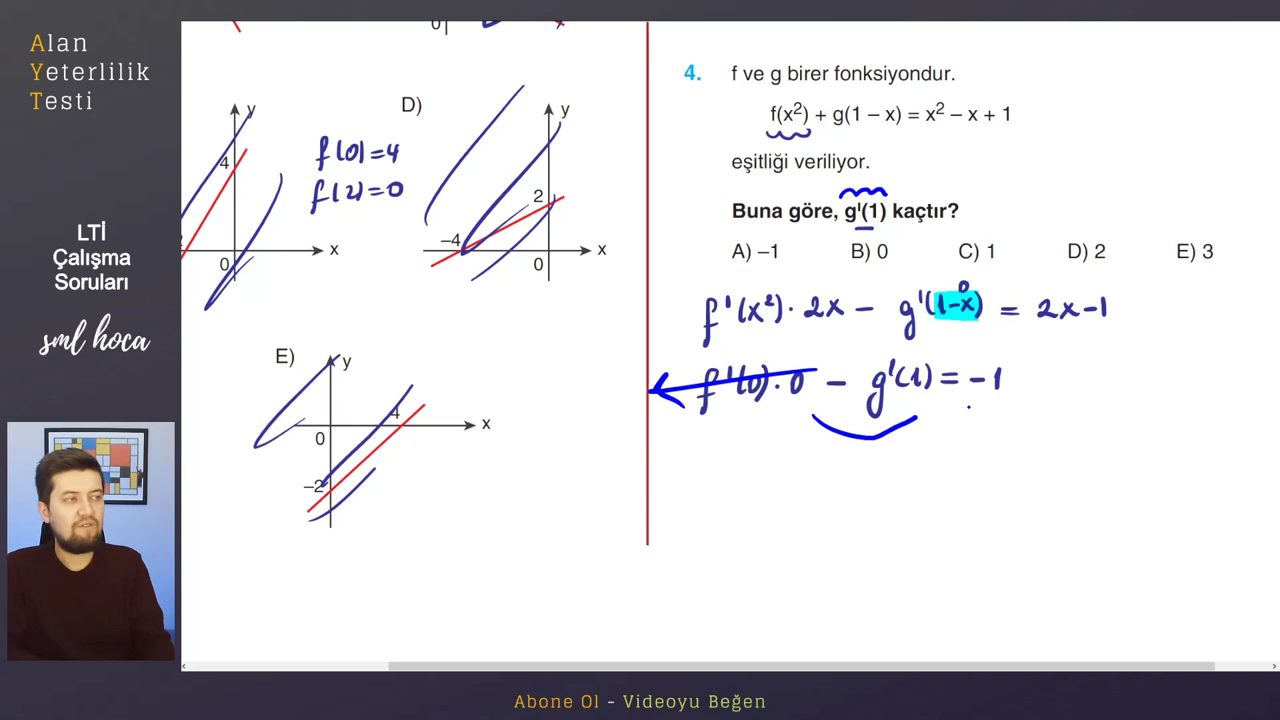 Alan
Yeterlilik
Testi
LTİ
Çalışma
Soruları
sml hoca
0
x
y
4
0
x
f(0)=4
f(2)=0
D)
y
2
−4
0
x
E)
y
4
0
x
−2
4. f ve g birer fonksiyondur.
f(x²) + g(1 – x) = x² – x + 1
eşitliği veriliyor.
Buna göre, g'(1) kaçtır?
A) –1 B) 0 C) 1 D) 2 E) 3
0
f'(x²) · 2x − g'(1−x) = 2x−1
f'(0) · 0 − g'(1) = −1
Abone Ol - Videoyu Beğen